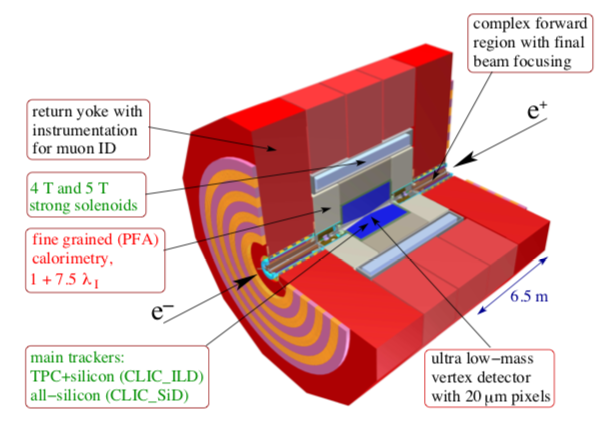 complex forward
region with final
beam focusing
e⁺
return yoke with
instrumentation
for muon ID
4 T and 5 T
strong solenoids
fine grained (PFA)
calorimetry,
1 + 7.5 λ_I
e⁻
6.5 m
main trackers:
TPC+silicon (CLIC_ILD)
all−silicon (CLIC_SiD)
ultra low−mass
vertex detector
with 20 μm pixels